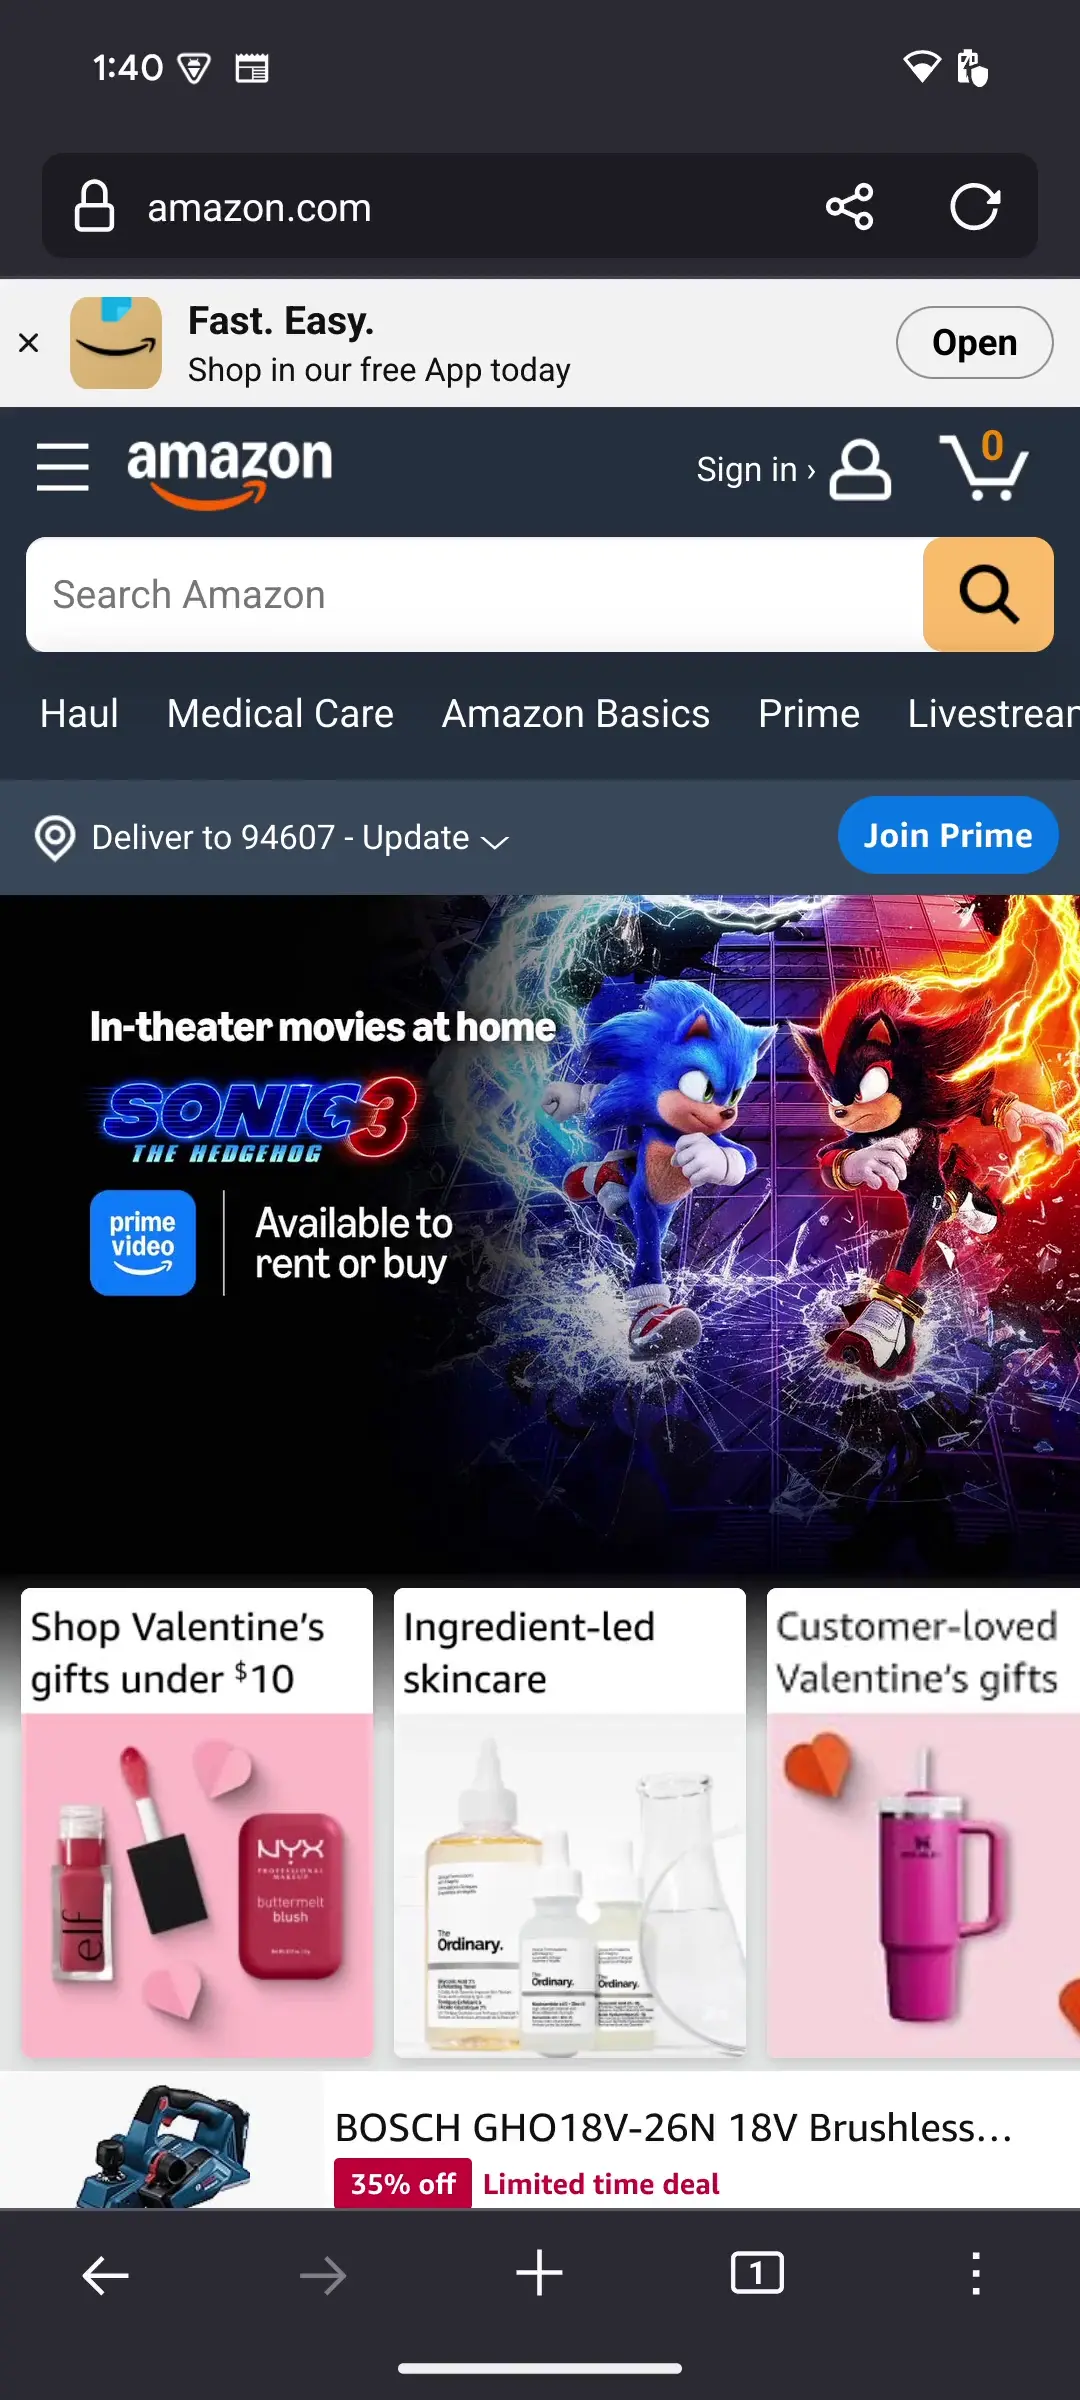 1:40
amazon.com
Fast. Easy.
Shop in our free App today
Open
amazon
Sign in ›
0
Search Amazon
Haul
Medical Care
Amazon Basics
Prime
Livestrear
Deliver to 94607 - Update
Join Prime
In-theater movies at home
SONIC 3
THE HEDGEHOG
prime
video
Available to
rent or buy
Shop Valentine's
gifts under $10
Ingredient-led
skincare
Customer-loved
Valentine's gifts
elf
NYX
PROFESSIONAL
MAKEUP
buttermelt
blush
The
Ordinary.
The
Ordinary.
The
Ordinary.
BOSCH GHO18V-26N 18V Brushless...
35% off
Limited time deal
1